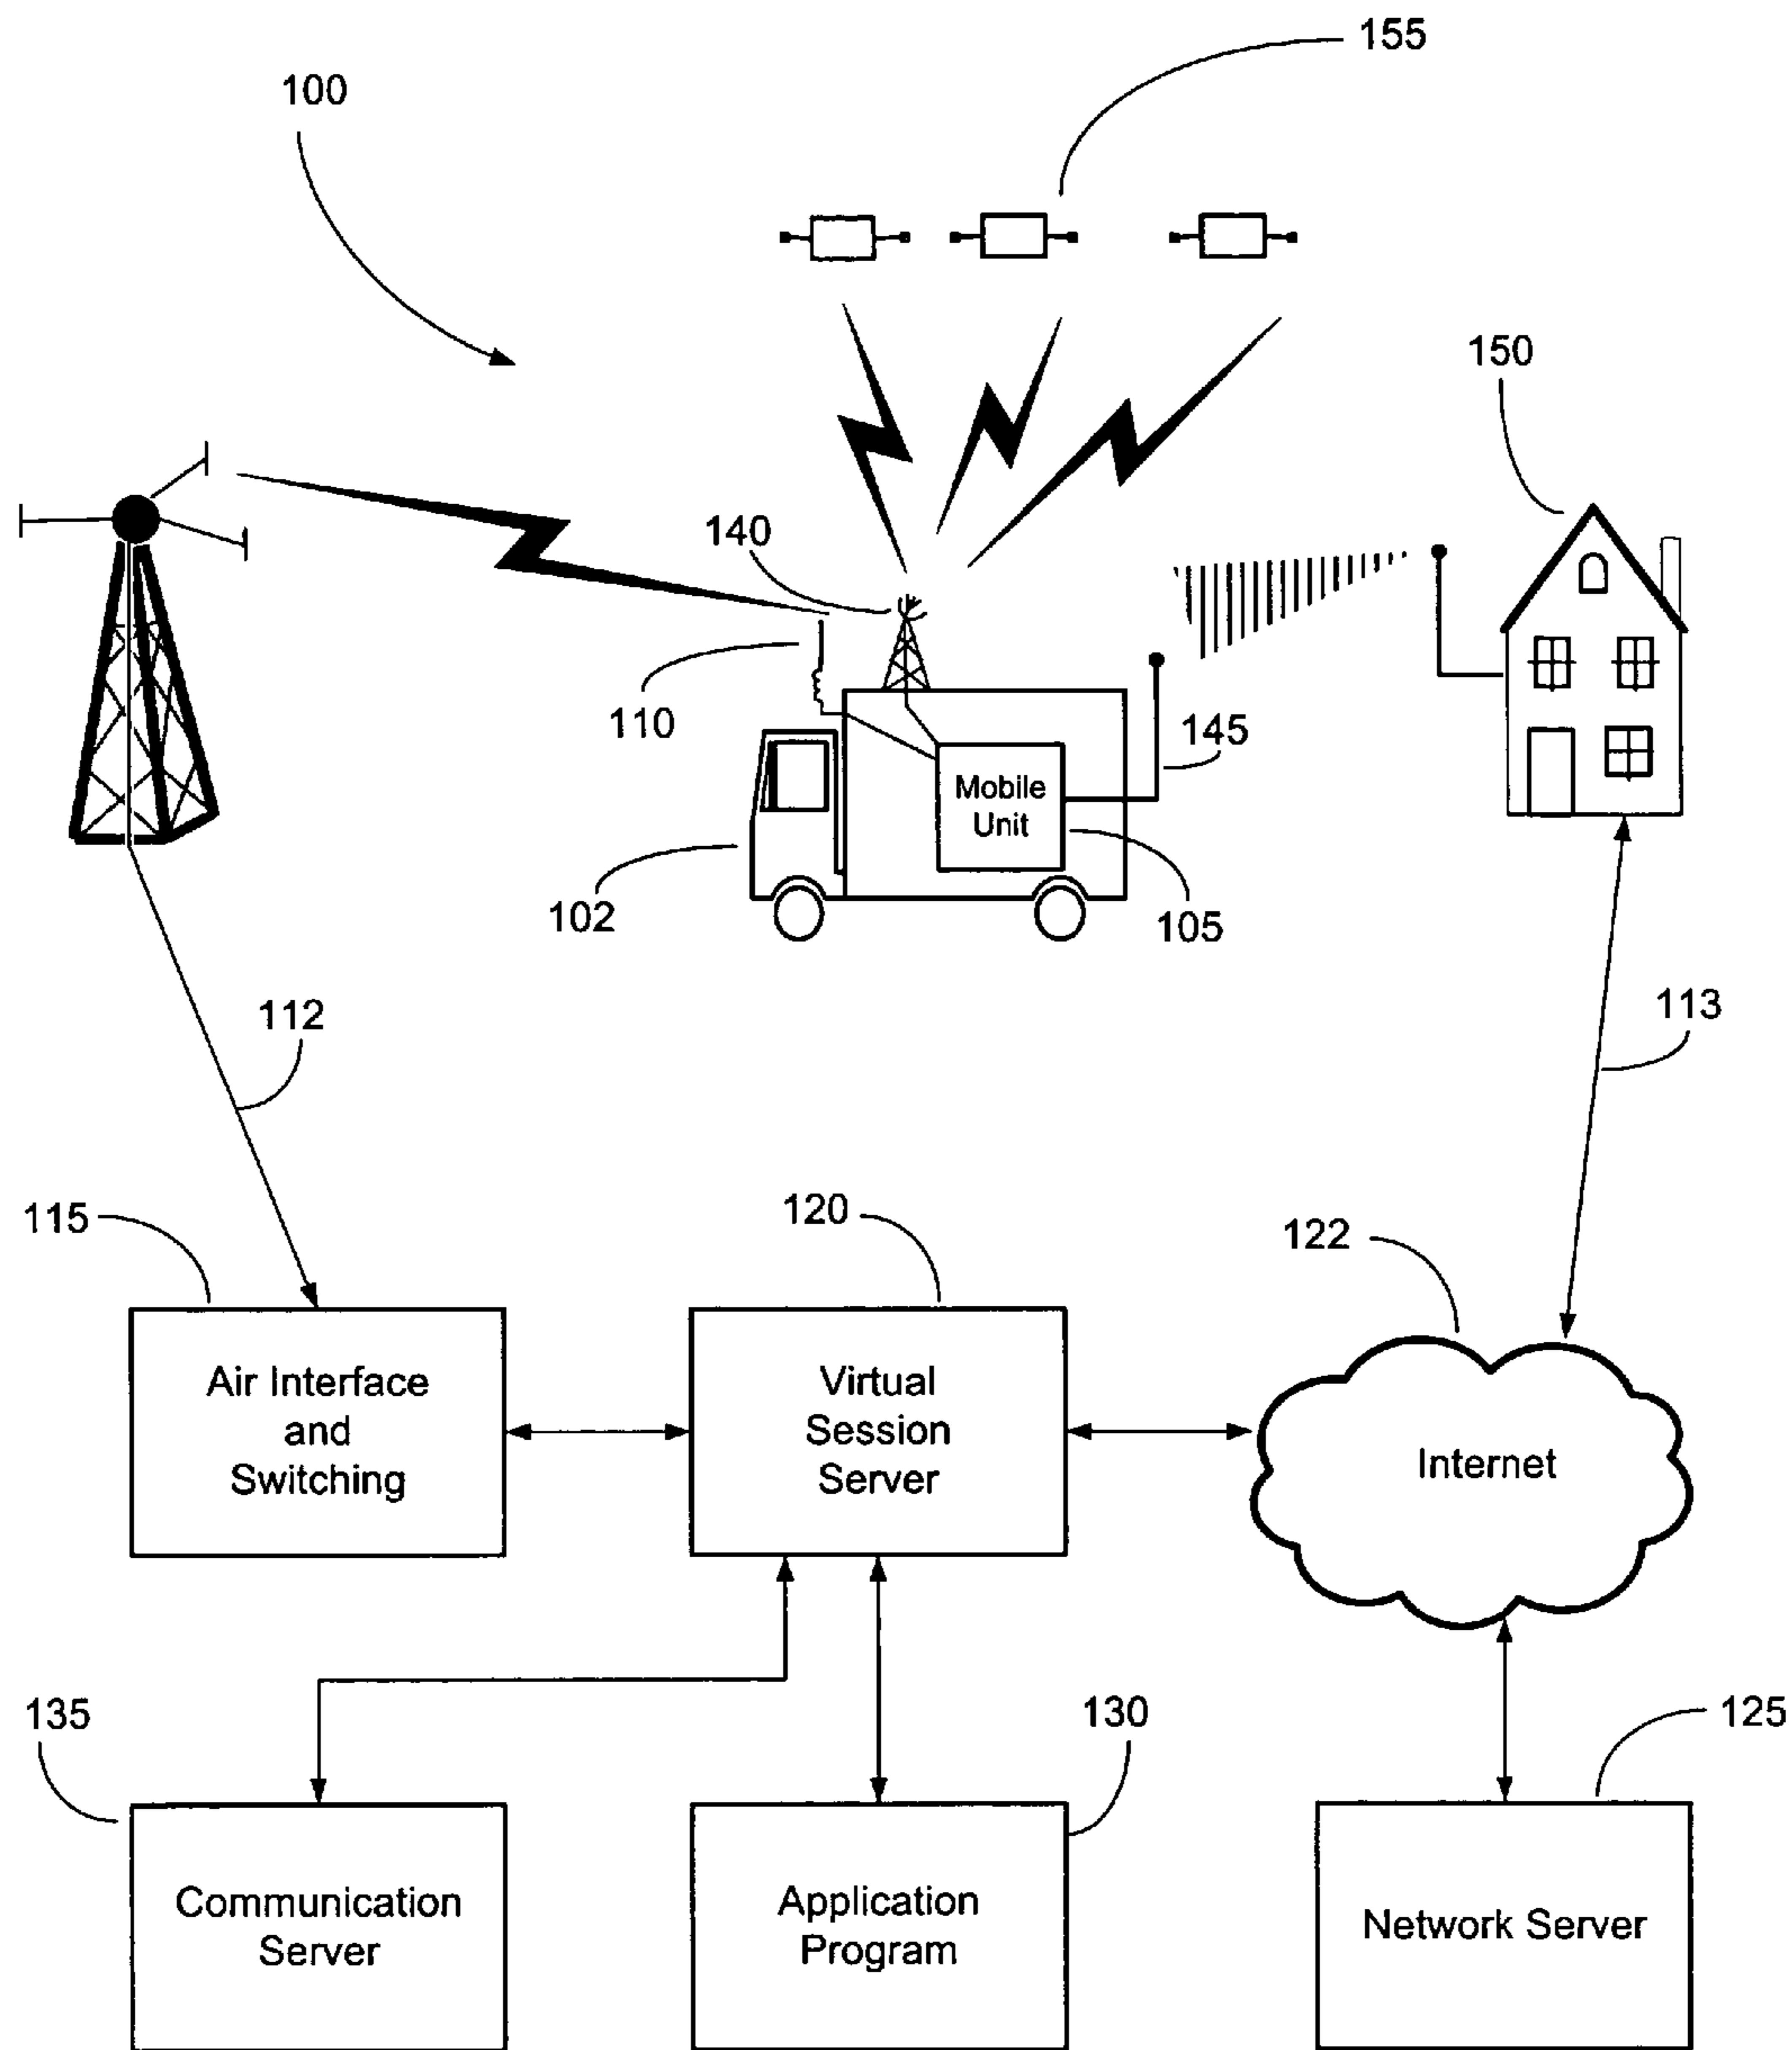 155
100
150
140
110
Mobile
Unit
145
102
105
112
113
115
120
122
Air Interface
and
Switching
Virtual
Session
Server
Internet
135
130
125
Communication
Server
Application
Program
Network Server